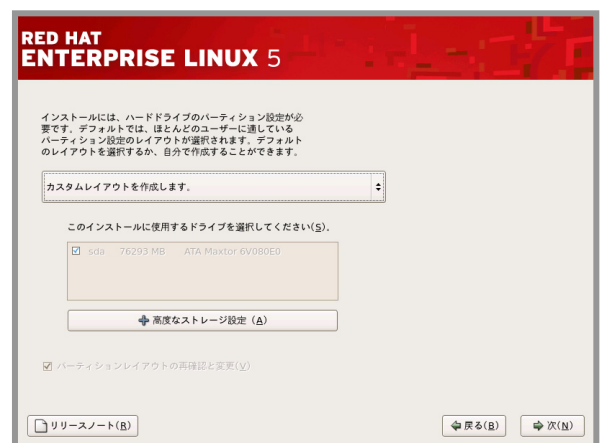 RED HAT
ENTERPRISE LINUX 5
インストールには、ハードドライブのパーティション設定が必
要です。デフォルトでは、ほとんどのユーザーに適している
パーティション設定のレイアウトが選択されます。デフォルト
のレイアウトを選択するか、自分で作成することができます。
カスタムレイアウトを作成します。
このインストールに使用するドライブを選択してください(S)。
sda 76293 MB ATA Maxtor 6V080E0
高度なストレージ設定 (A)
パーティションレイアウトの再確認と変更(V)
リリースノート(R) 戻る(B) 次(N)